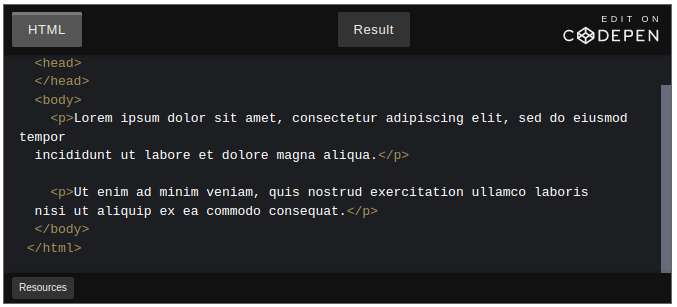 HTML
Result
EDIT ON
CODEPEN
<head>
</head>
<body>
<p>Lorem ipsum dolor sit amet, consectetur adipiscing elit, sed do eiusmod
tempor
incididunt ut labore et dolore magna aliqua.</p>
<p>Ut enim ad minim veniam, quis nostrud exercitation ullamco laboris
nisi ut aliquip ex ea commodo consequat.</p>
</body>
</html>
Resources